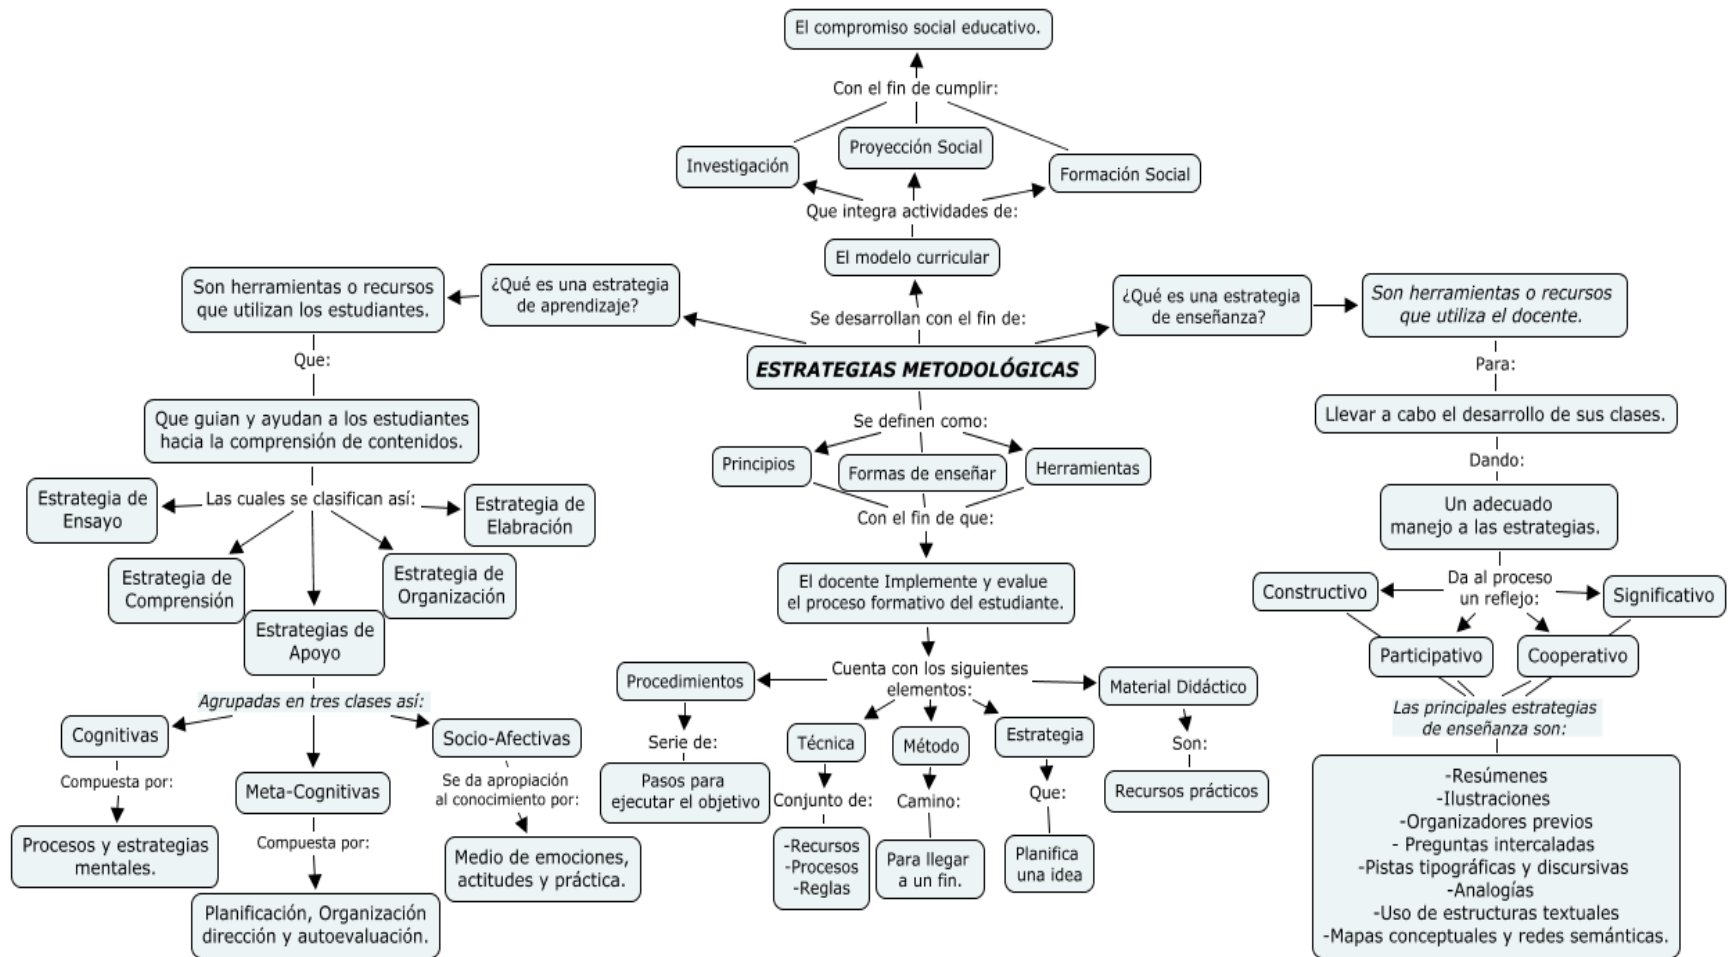 El compromiso social educativo.
Con el fin de cumplir:
Investigación
Proyección Social
Formación Social
Que integra actividades de:
El modelo curricular
Se desarrollan con el fin de:
ESTRATEGIAS METODOLÓGICAS
¿Qué es una estrategia
de aprendizaje?
Son herramientas o recursos
que utilizan los estudiantes.
Que:
Que guian y ayudan a los estudiantes
hacia la comprensión de contenidos.
Las cuales se clasifican así:
Estrategia de
Ensayo
Estrategia de
Comprensión
Estrategias de
Apoyo
Estrategia de
Organización
Estrategia de
Elabración
Agrupadas en tres clases así:
Cognitivas
Compuesta por:
Procesos y estrategias
mentales.
Meta-Cognitivas
Compuesta por:
Planificación, Organización
dirección y autoevaluación.
Socio-Afectivas
Se da apropiación
al conocimiento por:
Medio de emociones,
actitudes y práctica.
Se definen como:
Principios
Formas de enseñar
Herramientas
Con el fin de que:
El docente Implemente y evalue
el proceso formativo del estudiante.
Cuenta con los siguientes
elementos:
Procedimientos
Serie de:
Pasos para
ejecutar el objetivo
Técnica
Conjunto de:
-Recursos
-Procesos
-Reglas
Método
Camino:
Para llegar
a un fin.
Estrategia
Que:
Planifica
una idea
Material Didáctico
Son:
Recursos prácticos
¿Qué es una estrategia
de enseñanza?
Son herramientas o recursos
que utiliza el docente.
Para:
Llevar a cabo el desarrollo de sus clases.
Dando:
Un adecuado
manejo a las estrategias.
Da al proceso
un reflejo:
Constructivo
Participativo
Cooperativo
Significativo
Las principales estrategias
de enseñanza son:
-Resúmenes
-Ilustraciones
-Organizadores previos
- Preguntas intercaladas
-Pistas tipográficas y discursivas
-Analogías
-Uso de estructuras textuales
-Mapas conceptuales y redes semánticas.